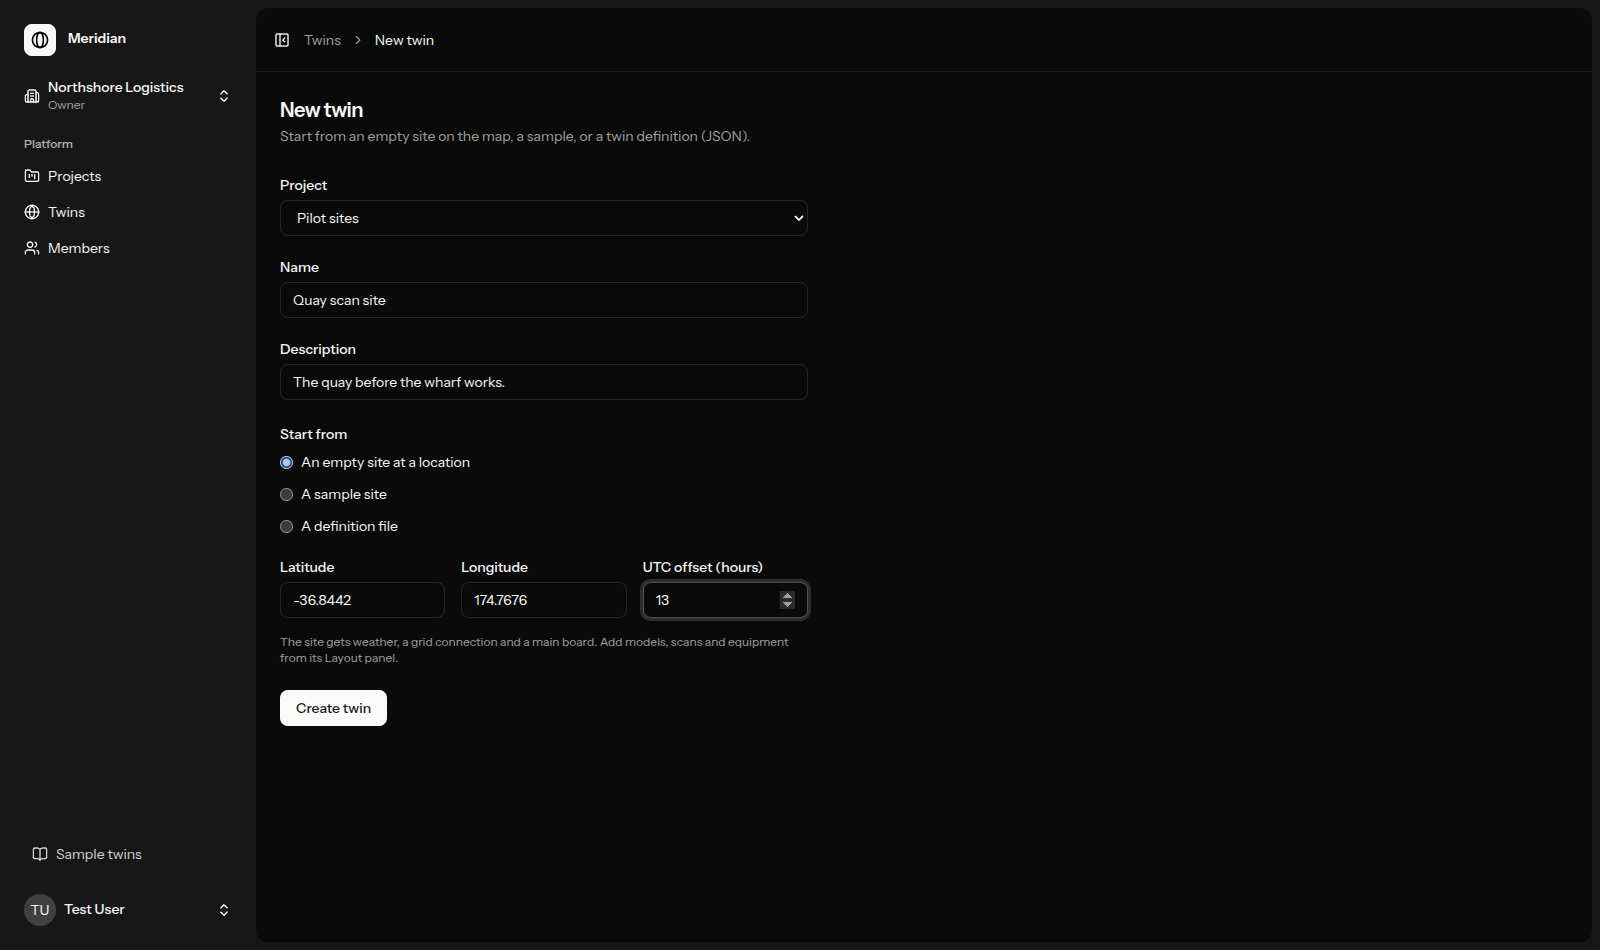 Meridian
Northshore Logistics
Owner
Platform
Projects
Twins
Members
Sample twins
TU
Test User
Twins > New twin
New twin
Start from an empty site on the map, a sample, or a twin definition (JSON).
Project
Pilot sites
Name
Quay scan site
Description
The quay before the wharf works.
Start from
An empty site at a location
A sample site
A definition file
Latitude
Longitude
UTC offset (hours)
-36.8442
174.7676
13
The site gets weather, a grid connection and a main board. Add models, scans and equipment
from its Layout panel.
Create twin